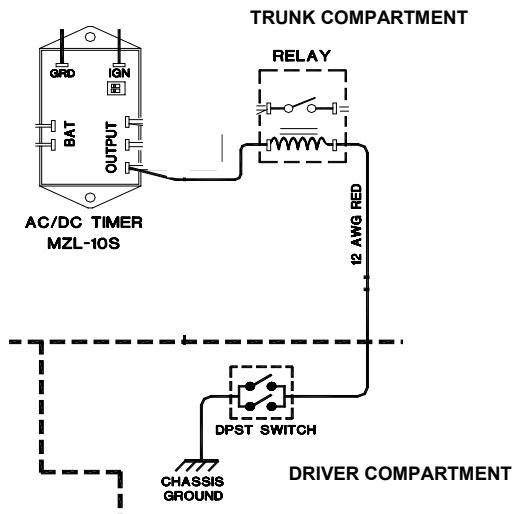 TRUNK COMPARTMENT
RELAY
GRD
IGN
BAT
OUTPUT
AC/DC TIMER
MZL-10S
12 AWG RED
DPST SWITCH
CHASSIS
GROUND
DRIVER COMPARTMENT